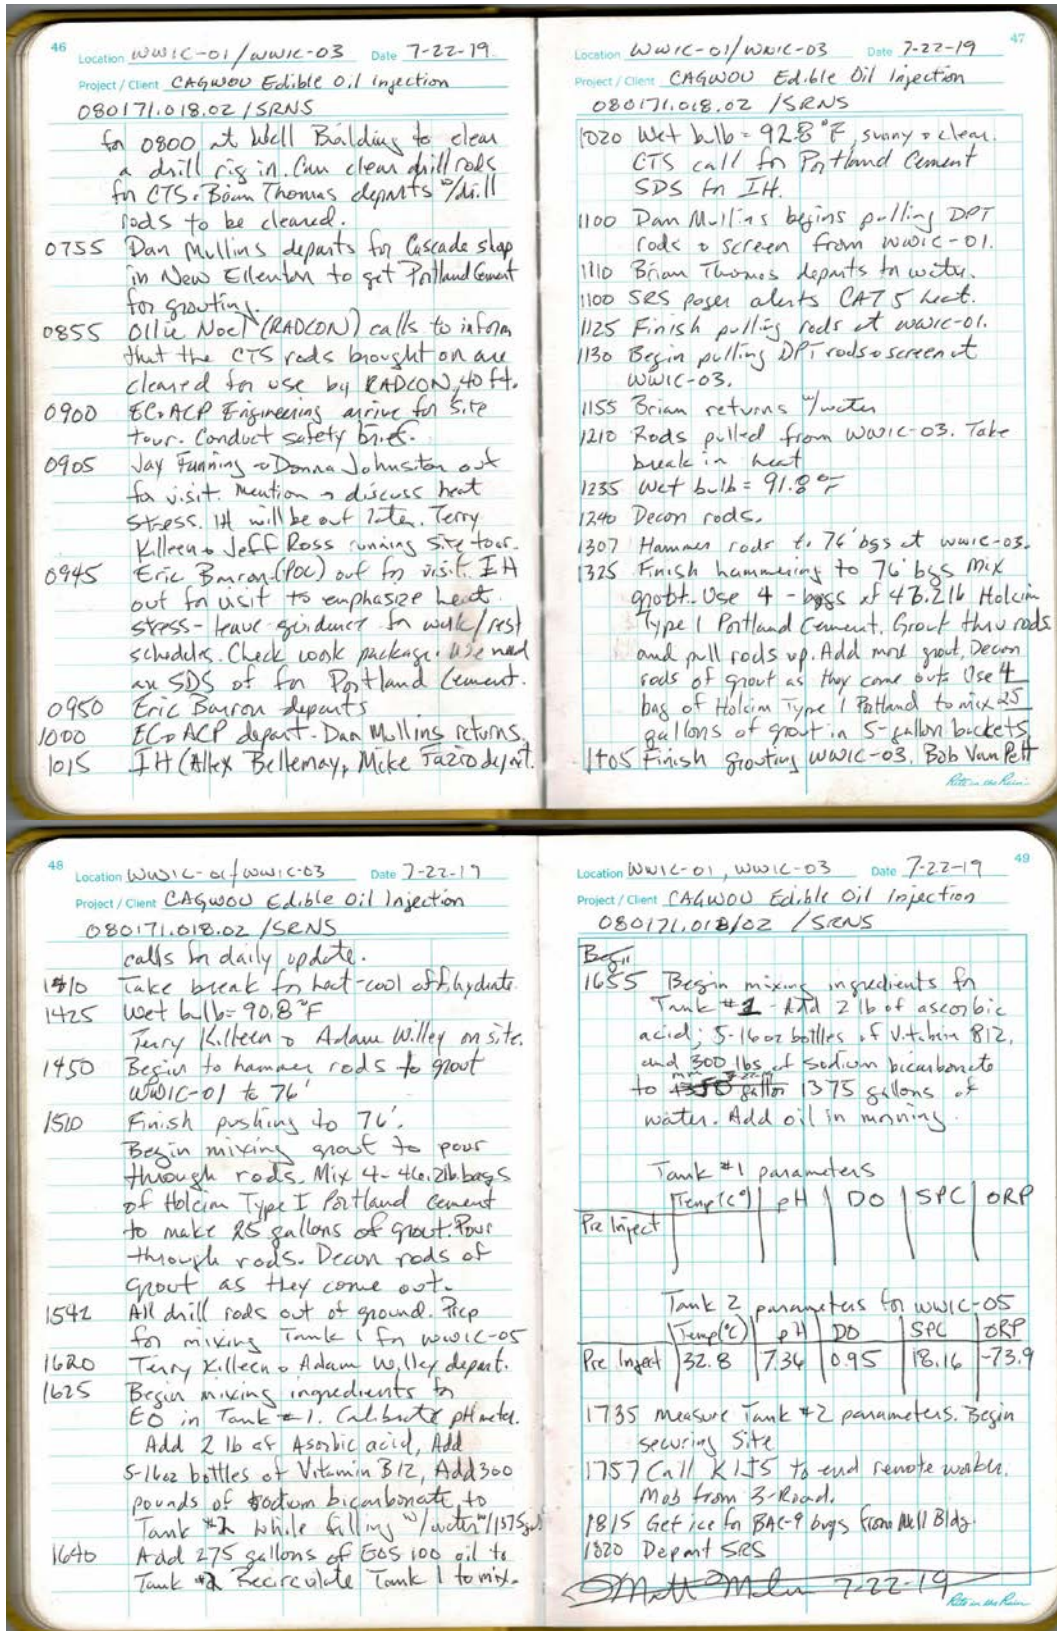 46
Location WWIC-01/WWIC-03 Date 7-22-19
Project / Client CAGWOU Edible Oil Injection
080171.018.02 /SRNS
for 0800 at Well Building to clear
a drill rig in. Can clear drill rods
for CTS. Brian Thomas departs w/drill
rods to be cleared.
0755 Dan Mullins departs for Cascade shop
in New Ellenton to get Portland Cement
for grouting.
0855 Ollie Noel (RADCON) calls to inform
that the CTS rods brought on are
cleared for use by RADCON, 40 ft.
0900 EC+ACP Engineering arrive for site
tour. Conduct safety brief.
0905 Jay Fanning + Donna Johnston out
for visit. Mention + discuss heat
stress. IH will be out later. Terry
Killeen + Jeff Ross running site tour.
0945 Eric Barron (POC) out for visit. IH
out for visit to emphasize heat
stress - leave guidance for work/rest
schedules. Check work package. We need
an SDS of for Portland Cement.
0950 Eric Barron departs
1000 EC+ACP depart. Dan Mullins returns.
1015 IH (Allex Bellemay, Mike Fazio depart.
47
Location WWIC-01/WWIC-03 Date 7-22-19
Project / Client CAGWOU Edible Oil Injection
080171.018.02 /SRNS
1020 Wet bulb = 92.8 °F, sunny + clear.
CTS call for Portland Cement
SDS for IH.
1100 Dan Mullins begins pulling DPT
rods + screen from WWIC-01.
1110 Brian Thomas departs for water.
1100 SRS pager alerts CAT 5 heat.
1125 Finish pulling rods at WWIC-01.
1130 Begin pulling DPT rods + screen at
WWIC-03.
1155 Brian returns w/water
1210 Rods pulled from WWIC-03. Take
break in heat
1235 Wet bulb = 91.8 °F
1240 Decon rods.
1307 Hammer rods to 76' bgs at WWIC-03.
1325 Finish hammering to 76' bgs Mix
grout. Use 4 - bags of 46.2 lb Holcim
Type 1 Portland Cement. Grout thru rods
and pull rods up. Add more grout, Decon
rods of grout as they come out. Use 4
bag of Holcim Type 1 Portland to mix 25
gallons of grout in 5-gallon buckets
1405 Finish grouting WWIC-03. Bob Van Pelt
Rite in the Rain
48
Location WWIC-01/WWIC-03 Date 7-22-19
Project / Client CAGWOU Edible Oil Injection
080171.018.02 /SRNS
calls for daily update.
1410 Take break for heat-cool off, hydrate.
1425 Wet bulb = 90.8 °F
Terry Killeen + Adam Willey on site.
1450 Begin to hammer rods to grout
WWIC-01 to 76'
1510 Finish pushing to 76'.
Begin mixing grout to pour
through rods. Mix 4- 46.2lb bags
of Holcim Type I Portland Cement
to make 25 gallons of grout. Pour
through rods. Decon rods of
grout as they come out.
1542 All drill rods out of ground. Prep
for mixing Tank 1 for WWIC-05
1620 Terry Killeen + Adam Willey depart.
1625 Begin mixing ingredients for
EO in Tank #1. Calibrate pH meter.
Add 2 lb of Asorbic acid, Add
5-16oz bottles of Vitamin B12, Add 300
pounds of sodium bicarbonate, to
Tank #2 while filling w/water w/1375 gal.
1640 Add 275 gallons of EOS 100 oil to
Tank #2 Recirculate Tank 1 to mix.
49
Location WWIC-01, WWIC-03 Date 7-22-19
Project / Client CAGWOU Edible Oil Injection
080171.018/02 /SRNS
Begin
1655 Begin mixing ingredients for
Tank #1 - Add 2 lb of ascorbic
acid; 5-16oz bottles of Vitamin B12,
and 300 lbs of Sodium bicarbonate
to gallon 1375 gallons of
water. Add oil in morning.
Tank #1 parameters
Temp(C°) pH DO SPC ORP
Pre Inject
Tank 2 parameters for WWIC-05
Temp(°C) pH DO SPC ORP
Pre Inject 32.8 7.36 0.95 18.16 -73.9
1735 Measure Tank #2 parameters. Begin
securing site
1757 Call KIJ5 to end remote worker.
Mob from 3-Road.
1815 Get ice for BAC-9 bugs from Well Bldg.
1820 Depart SRS
7-22-19
Rite in the Rain